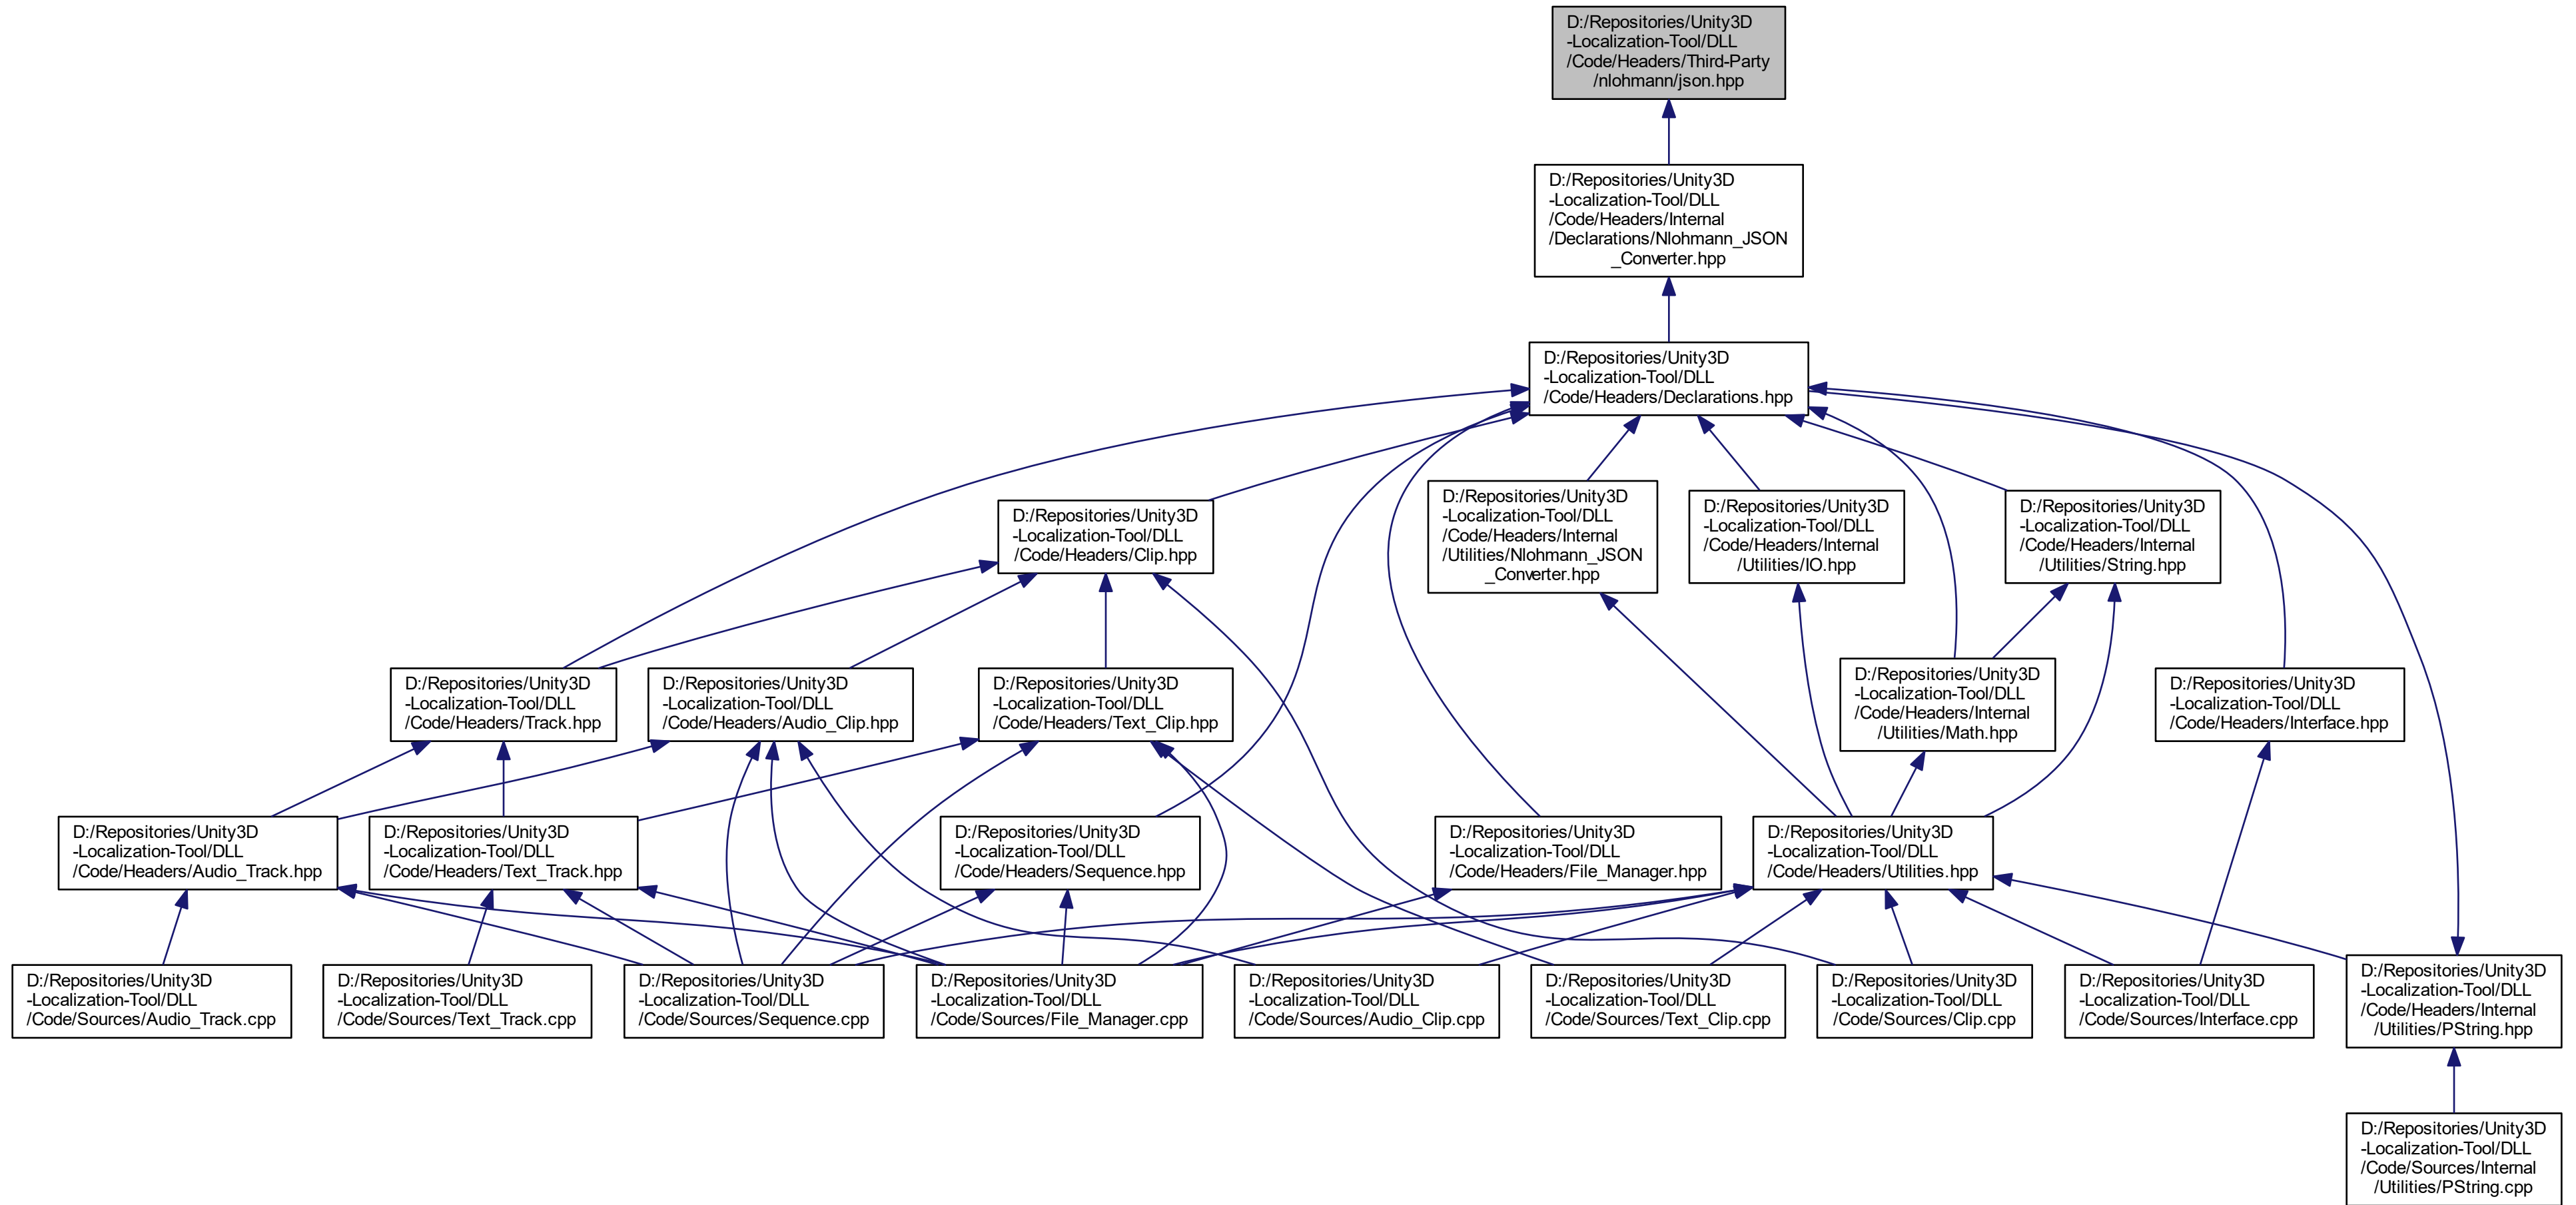 D:/Repositories/Unity3D
-Localization-Tool/DLL
/Code/Headers/Third-Party
/nlohmann/json.hpp
D:/Repositories/Unity3D
-Localization-Tool/DLL
/Code/Headers/Internal
/Declarations/Nlohmann_JSON
_Converter.hpp
D:/Repositories/Unity3D
-Localization-Tool/DLL
/Code/Headers/Declarations.hpp
D:/Repositories/Unity3D
-Localization-Tool/DLL
/Code/Headers/Clip.hpp
D:/Repositories/Unity3D
-Localization-Tool/DLL
/Code/Headers/Internal
/Utilities/Nlohmann_JSON
_Converter.hpp
D:/Repositories/Unity3D
-Localization-Tool/DLL
/Code/Headers/Internal
/Utilities/IO.hpp
D:/Repositories/Unity3D
-Localization-Tool/DLL
/Code/Headers/Internal
/Utilities/String.hpp
D:/Repositories/Unity3D
-Localization-Tool/DLL
/Code/Headers/Track.hpp
D:/Repositories/Unity3D
-Localization-Tool/DLL
/Code/Headers/Audio_Clip.hpp
D:/Repositories/Unity3D
-Localization-Tool/DLL
/Code/Headers/Text_Clip.hpp
D:/Repositories/Unity3D
-Localization-Tool/DLL
/Code/Headers/Internal
/Utilities/Math.hpp
D:/Repositories/Unity3D
-Localization-Tool/DLL
/Code/Headers/Interface.hpp
D:/Repositories/Unity3D
-Localization-Tool/DLL
/Code/Headers/Audio_Track.hpp
D:/Repositories/Unity3D
-Localization-Tool/DLL
/Code/Headers/Text_Track.hpp
D:/Repositories/Unity3D
-Localization-Tool/DLL
/Code/Headers/Sequence.hpp
D:/Repositories/Unity3D
-Localization-Tool/DLL
/Code/Headers/File_Manager.hpp
D:/Repositories/Unity3D
-Localization-Tool/DLL
/Code/Headers/Utilities.hpp
D:/Repositories/Unity3D
-Localization-Tool/DLL
/Code/Sources/Audio_Track.cpp
D:/Repositories/Unity3D
-Localization-Tool/DLL
/Code/Sources/Text_Track.cpp
D:/Repositories/Unity3D
-Localization-Tool/DLL
/Code/Sources/Sequence.cpp
D:/Repositories/Unity3D
-Localization-Tool/DLL
/Code/Sources/File_Manager.cpp
D:/Repositories/Unity3D
-Localization-Tool/DLL
/Code/Sources/Audio_Clip.cpp
D:/Repositories/Unity3D
-Localization-Tool/DLL
/Code/Sources/Text_Clip.cpp
D:/Repositories/Unity3D
-Localization-Tool/DLL
/Code/Sources/Clip.cpp
D:/Repositories/Unity3D
-Localization-Tool/DLL
/Code/Sources/Interface.cpp
D:/Repositories/Unity3D
-Localization-Tool/DLL
/Code/Headers/Internal
/Utilities/PString.hpp
D:/Repositories/Unity3D
-Localization-Tool/DLL
/Code/Sources/Internal
/Utilities/PString.cpp